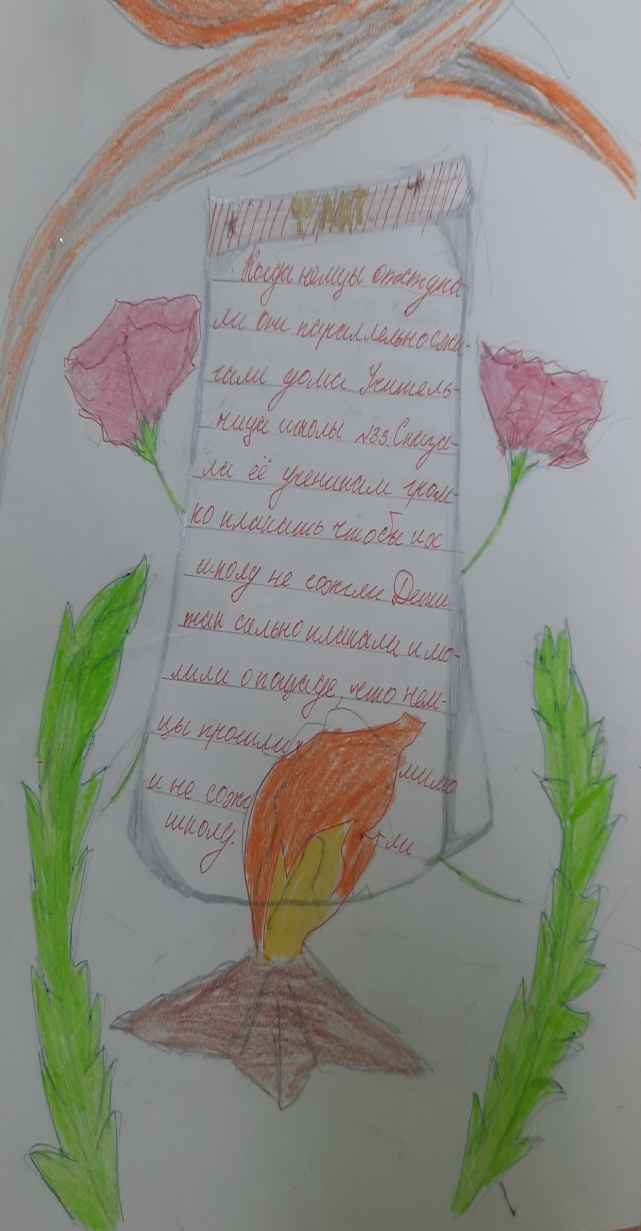 ФАКТ.
Когда немцы отступа-
ли они параллельно сжи-
гали дома Учитель-
ница школы №33 Сказа-
ла её ученикам гром-
ко плакать чтобы их
школу не сожгли Дети
так сильно плакали и мо-
лили о пощаде, что нем-
цы прошли мимо
и не сожгли
школу.